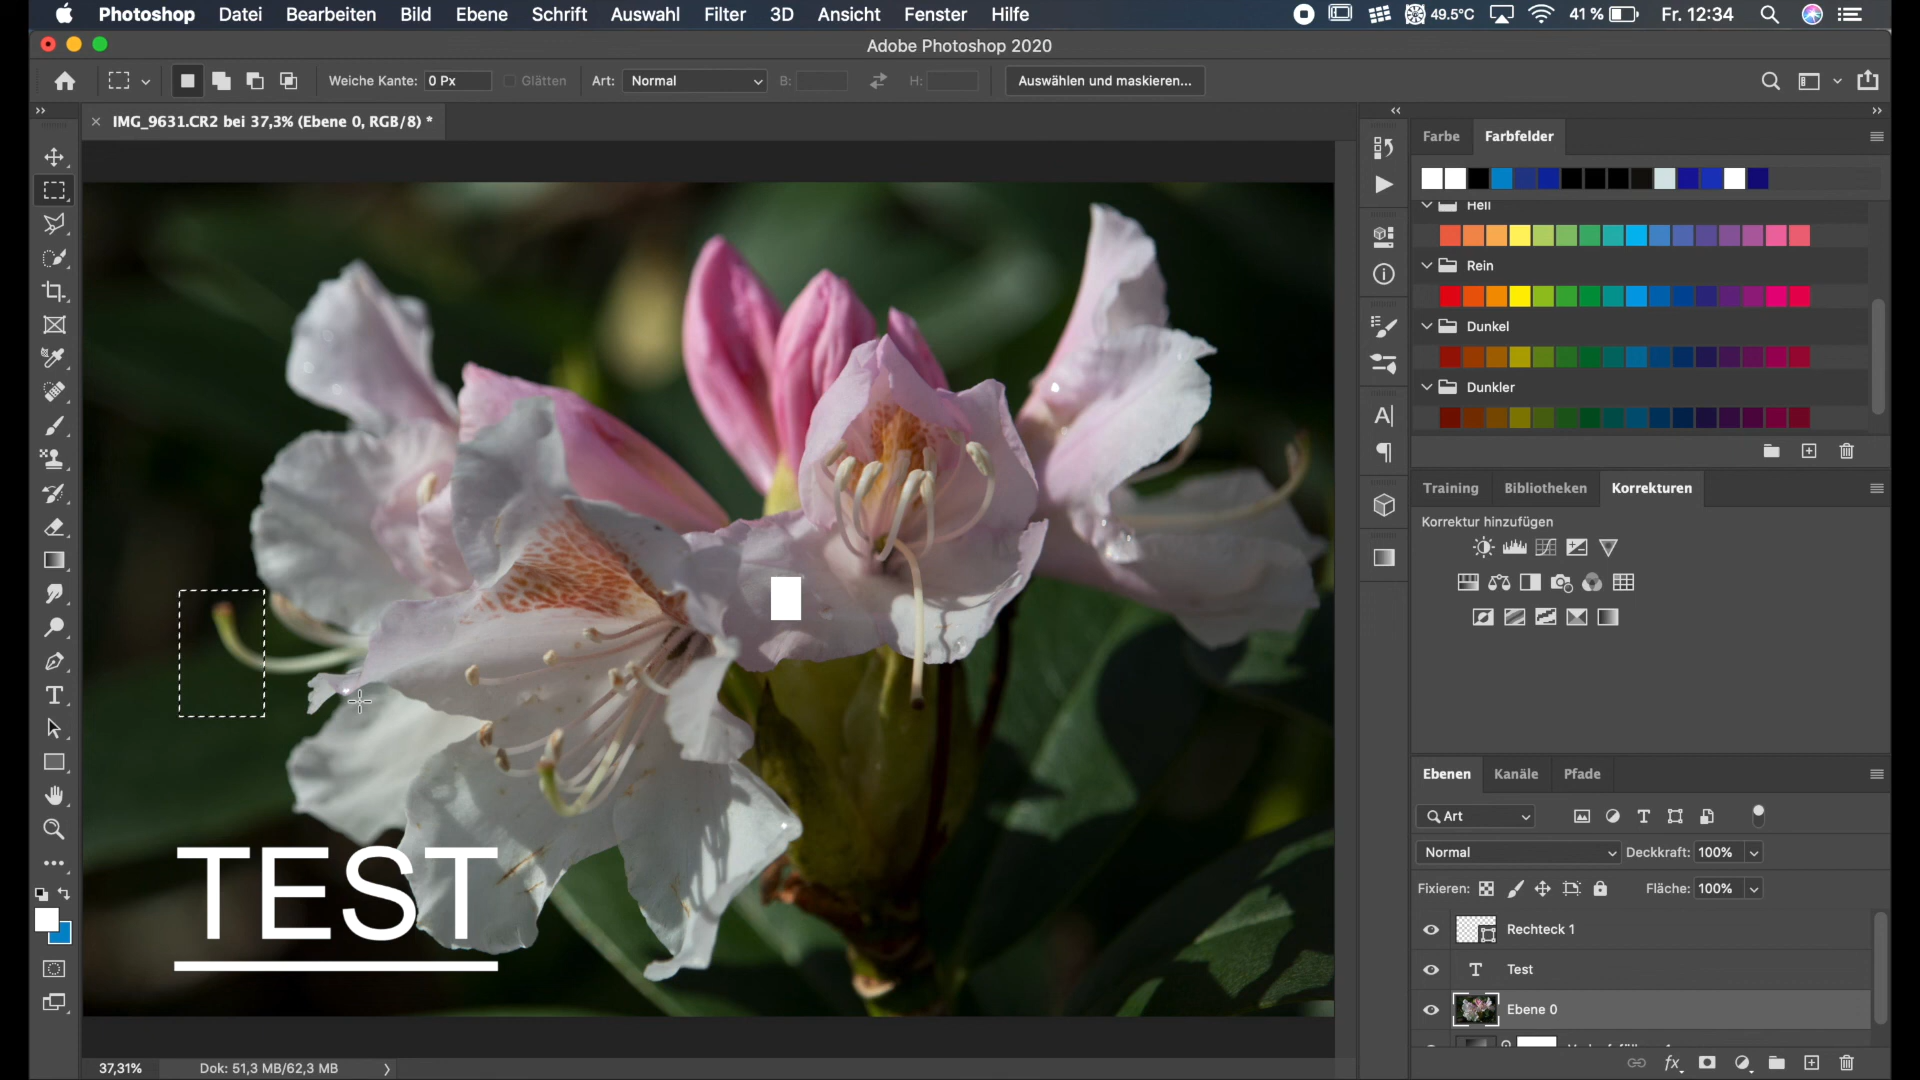 Photoshop Datei Bearbeiten Bild Ebene Schrift Auswahl Filter 3D Ansicht Fenster Hilfe 49.5°C 41 % Fr. 12:34
Adobe Photoshop 2020
Weiche Kante: 0 Px Glätten Art: Normal B: H: Auswählen und maskieren...
IMG_9631.CR2 bei 37,3% (Ebene 0, RGB/8) *
Farbe Farbfelder
Hell
Rein
Dunkel
Dunkler
Training Bibliotheken Korrekturen
Korrektur hinzufügen
TEST
Ebenen Kanäle Pfade
Art
Normal Deckkraft: 100%
Fixieren: Fläche: 100%
Rechteck 1
Test
Ebene 0
37,31% Dok: 51,3 MB/62,3 MB